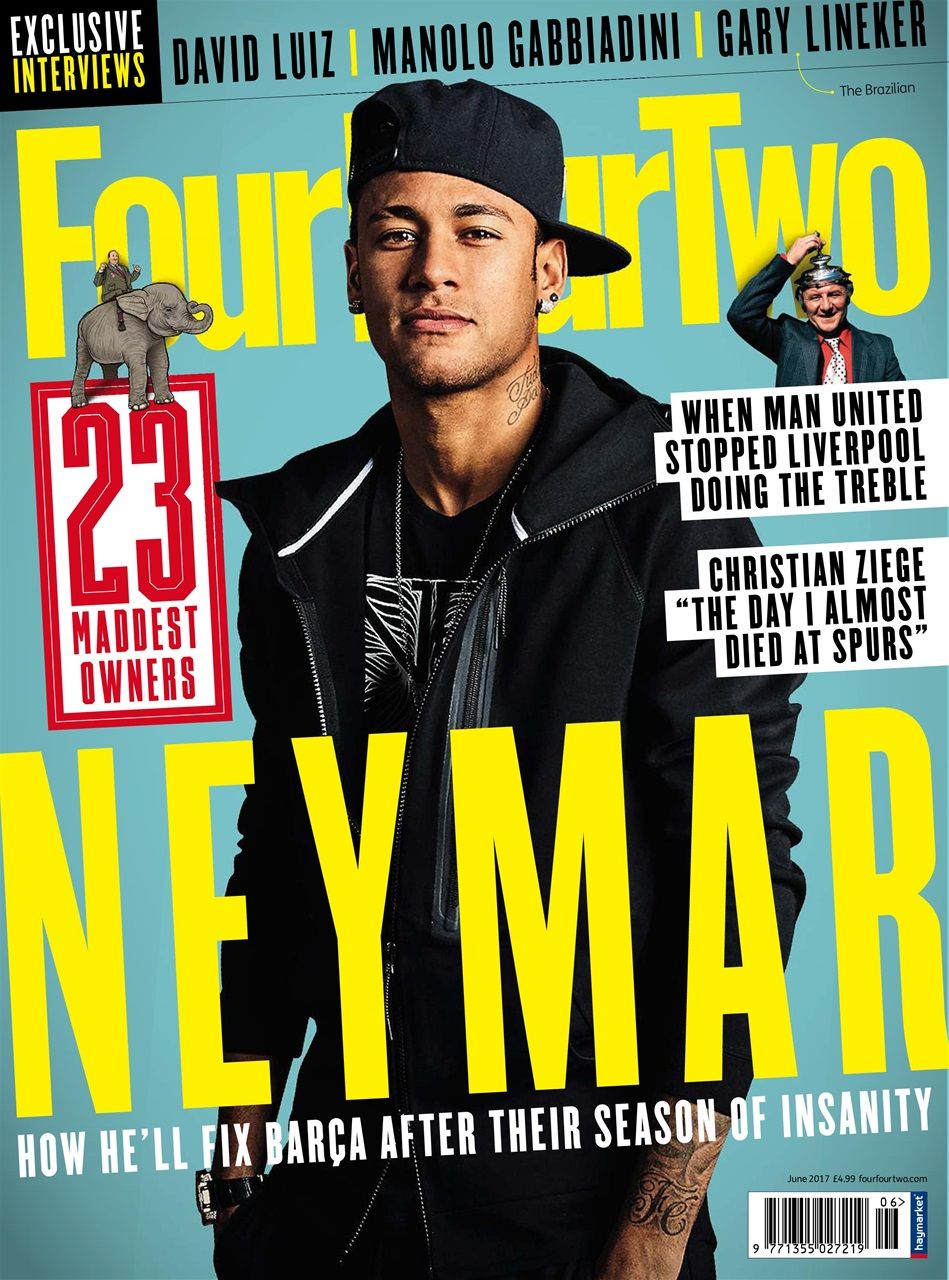 EXCLUSIVE
INTERVIEWS
DAVID LUIZ | MANOLO GABBIADINI | GARY LINEKER
The Brazilian
FourFourTwo
23
MADDEST
OWNERS
WHEN MAN UNITED
STOPPED LIVERPOOL
DOING THE TREBLE
CHRISTIAN ZIEGE
“THE DAY I ALMOST
DIED AT SPURS”
NEYMAR
HOW HE'LL FIX BARÇA AFTER THEIR SEASON OF INSANITY
June 2017 £4.99 fourfourtwo.com
06>
9 771355 027219
haymarket